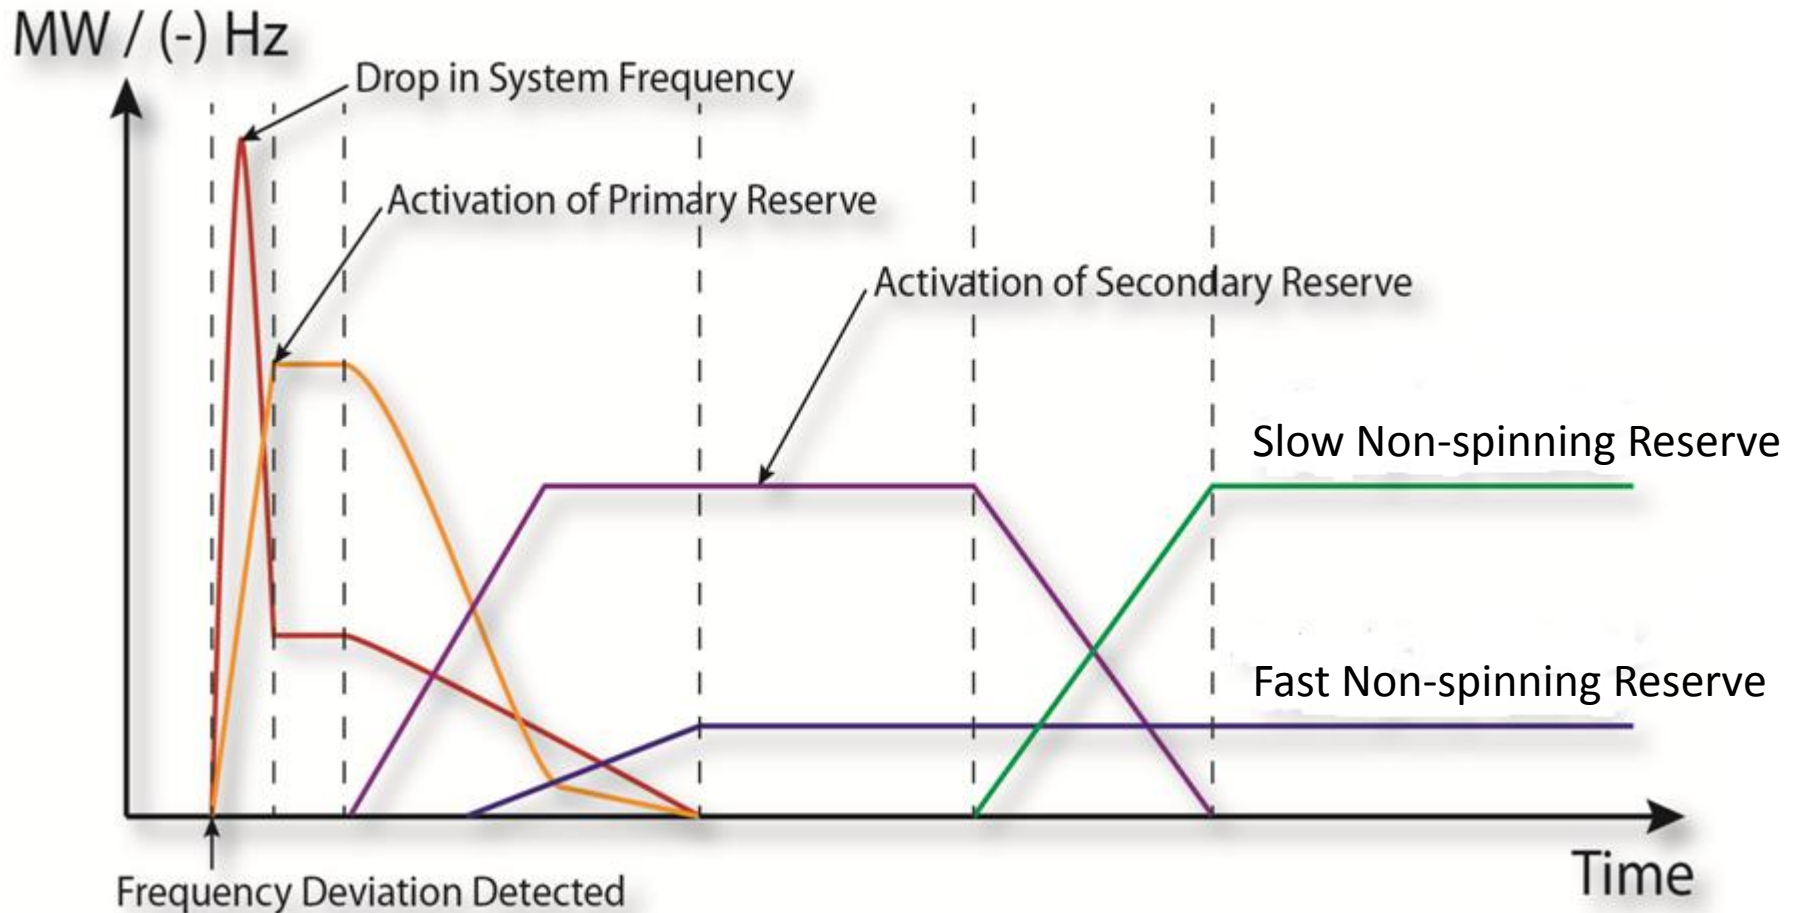 MW / (-) Hz
Drop in System Frequency
Activation of Primary Reserve
Activation of Secondary Reserve
Slow Non-spinning Reserve
Fast Non-spinning Reserve
Time
Frequency Deviation Detected